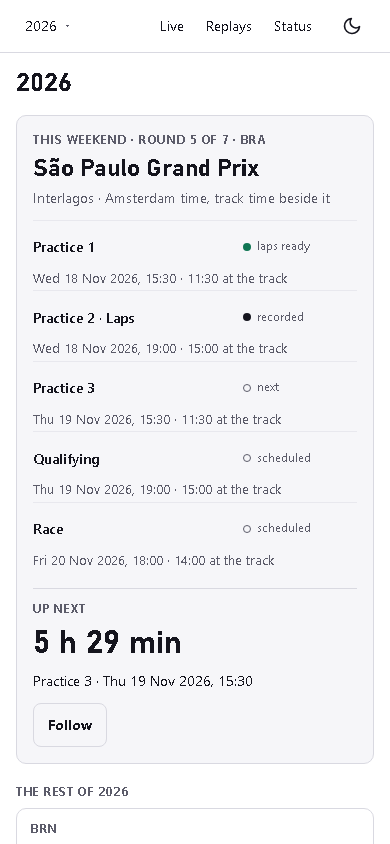 2026
Live Replays Status
2026
THIS WEEKEND · ROUND 5 OF 7 · BRA
São Paulo Grand Prix
Interlagos · Amsterdam time, track time beside it
Practice 1 laps ready
Wed 18 Nov 2026, 15:30 · 11:30 at the track
Practice 2 · Laps recorded
Wed 18 Nov 2026, 19:00 · 15:00 at the track
Practice 3 next
Thu 19 Nov 2026, 15:30 · 11:30 at the track
Qualifying scheduled
Thu 19 Nov 2026, 19:00 · 15:00 at the track
Race scheduled
Fri 20 Nov 2026, 18:00 · 14:00 at the track
UP NEXT
5 h 29 min
Practice 3 · Thu 19 Nov 2026, 15:30
Follow
THE REST OF 2026
BRN